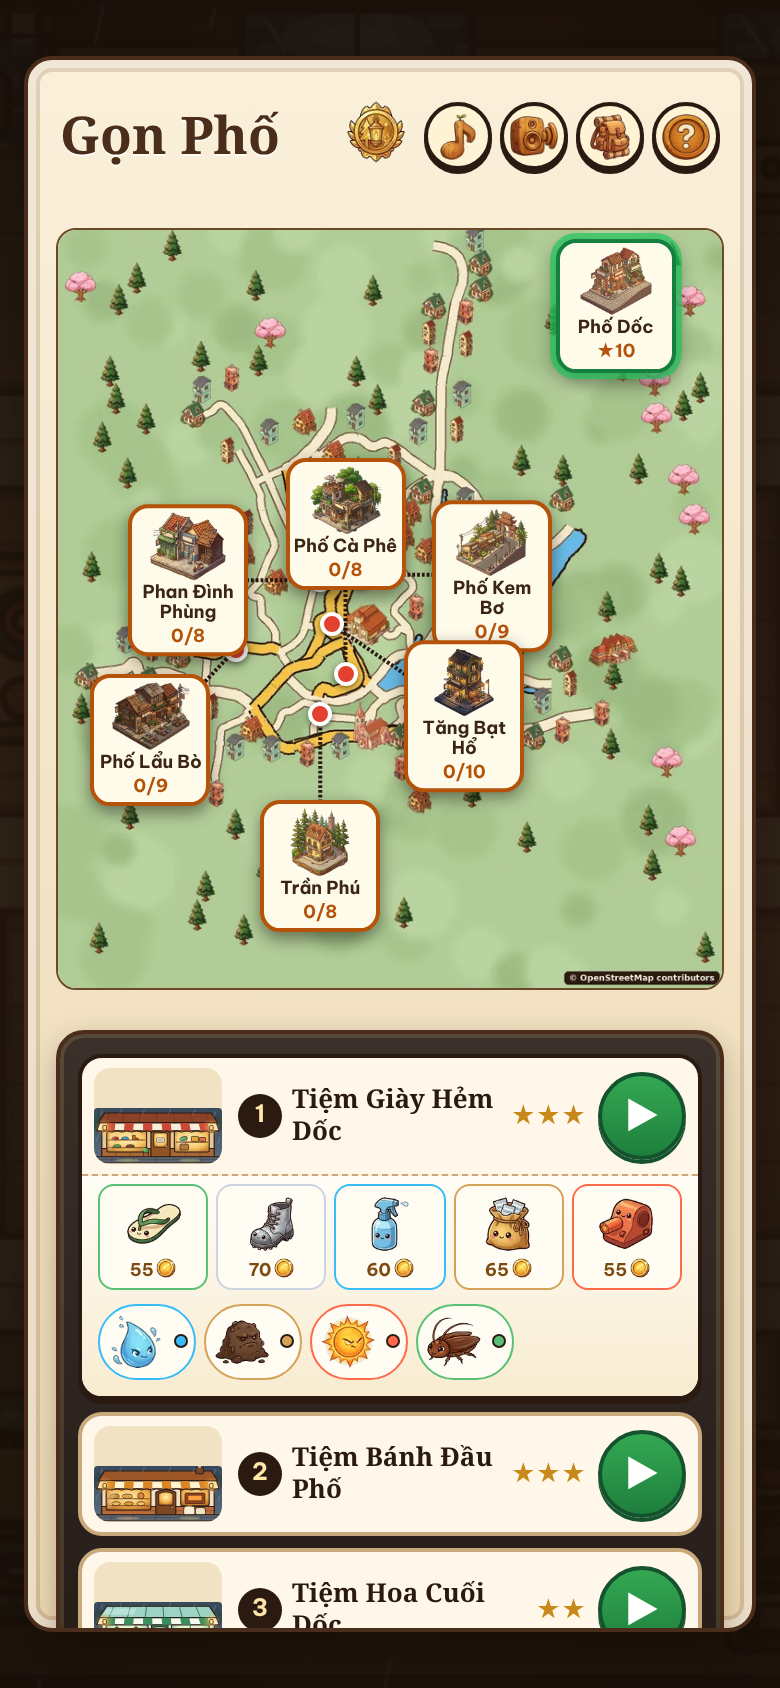 Gọn Phố
Phố Dốc
★10
Phố Cà Phê
0/8
Phan Đình
Phùng
0/8
Phố Kem
Bơ
0/9
Phố Lẩu Bò
0/9
Tăng Bạt
Hổ
0/10
Trần Phú
0/8
© OpenStreetMap contributors
1
Tiệm Giày Hẻm
Dốc
★★★
55
70
60
65
55
2
Tiệm Bánh Đầu
Phố
★★★
3
Tiệm Hoa Cuối
Dốc
★★